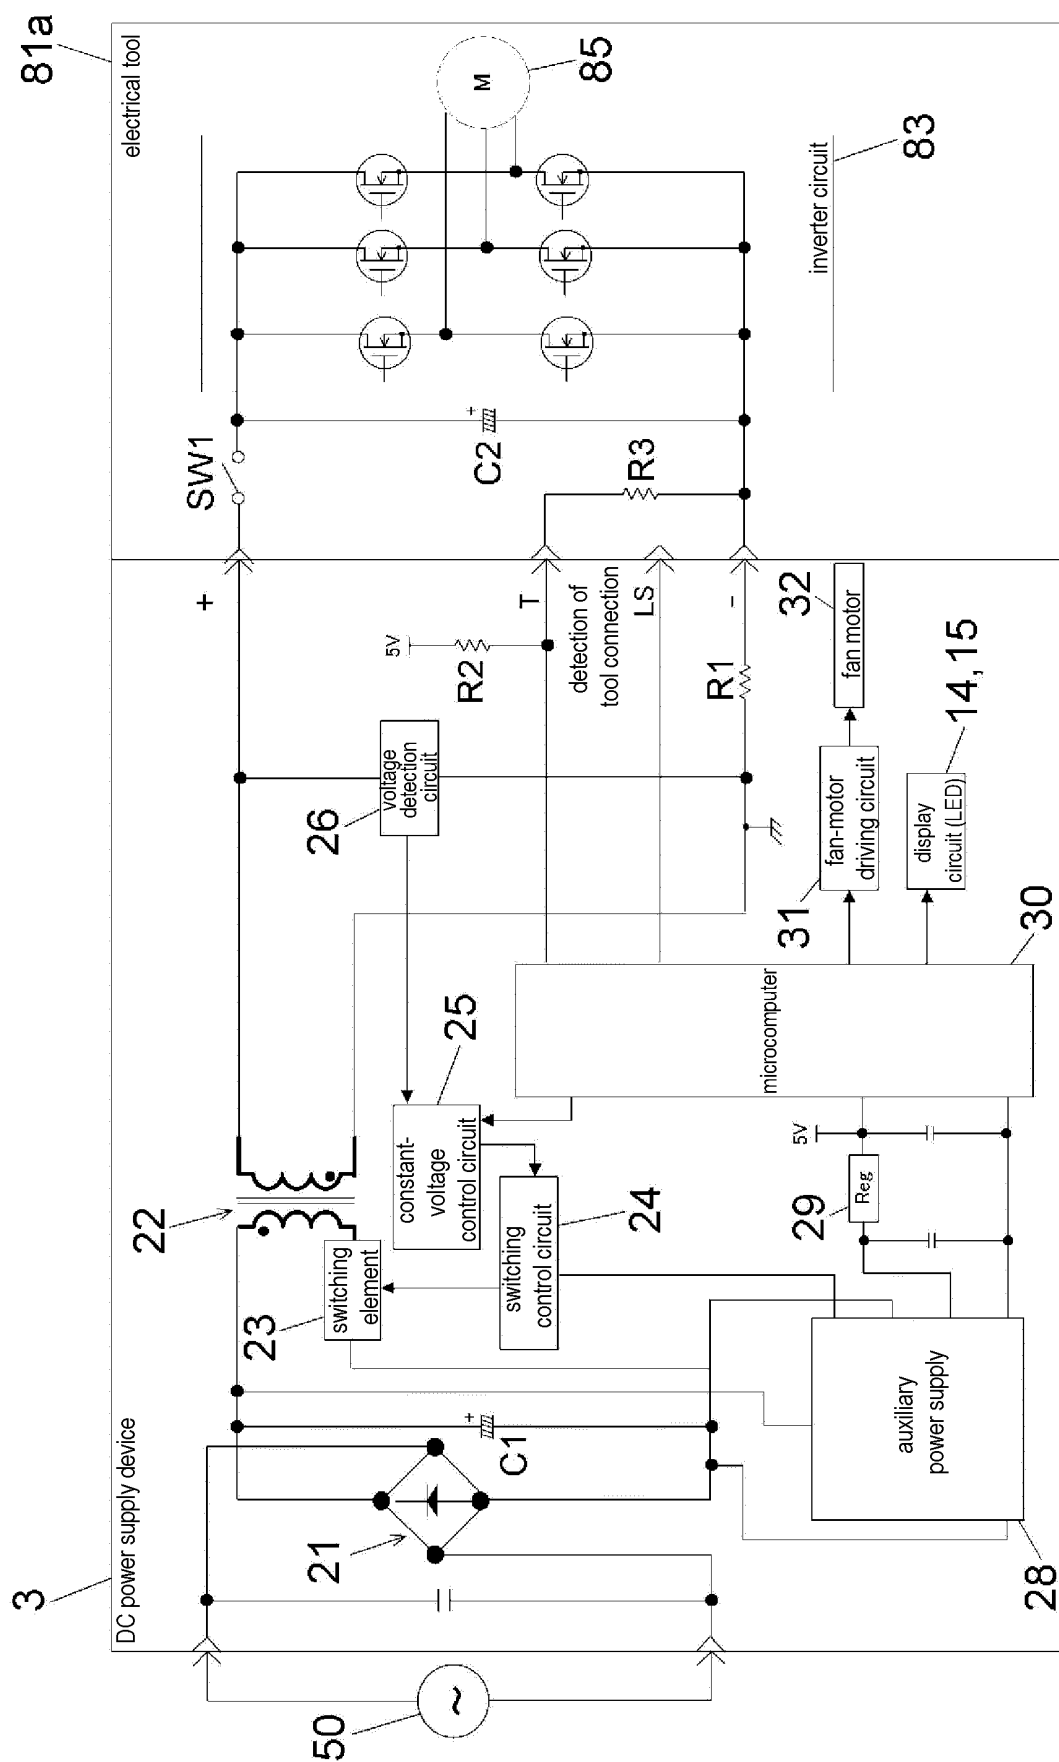 3
DC power supply device
81a
electrical tool
50
~
21
C1
+
22
23
switching
element
24
switching
control circuit
25
constant-
voltage
control circuit
26
voltage
detection
circuit
28
auxiliary
power supply
29
Reg
5V
30
microcomputer
31
fan-motor
driving circuit
32
fan motor
14,15
display
circuit (LED)
5V
R2
R1
+
T
detection of
tool connection
LS
-
SW1
C2
+
R3
M
85
inverter circuit
83